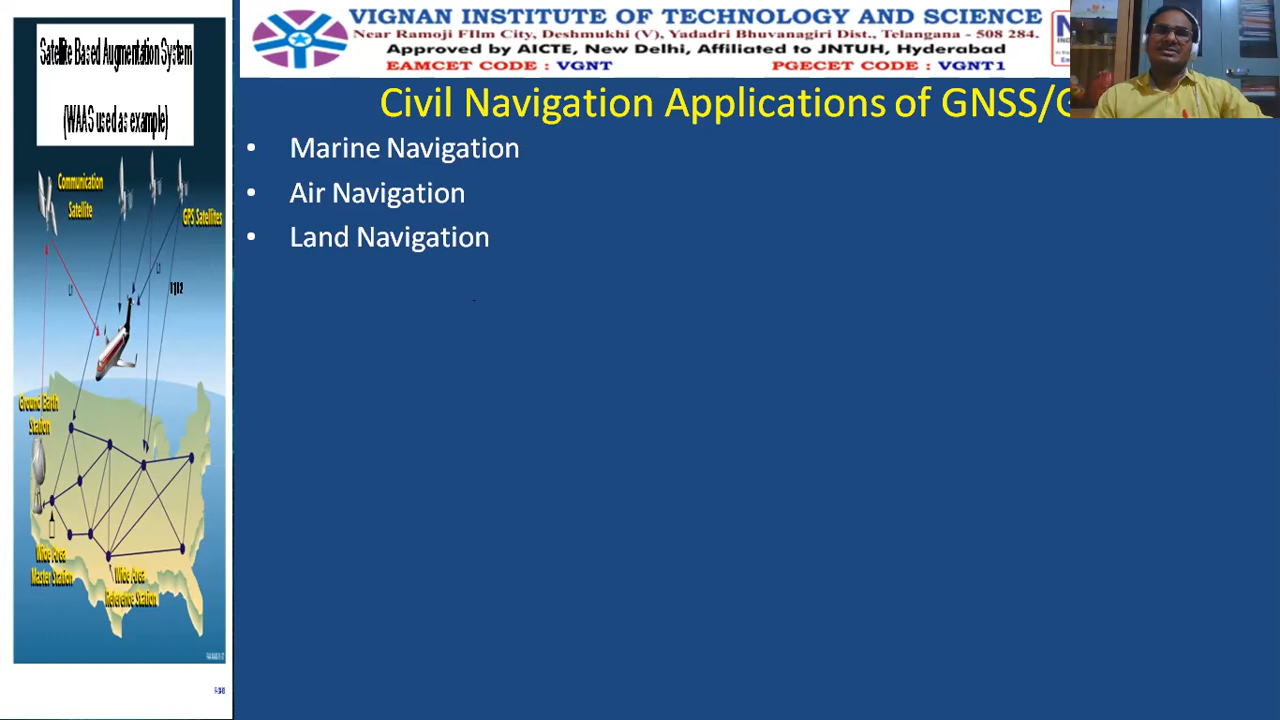 Satellite Based Augmentation System
(WAAS used as example)
Communication
Satellite
GPS Satellites
L1
L1
Ground Earth
Station
Wide Area
Master Station
Wide Area
Reference Station
VIGNAN INSTITUTE OF TECHNOLOGY AND SCIENCE
Near Ramoji FIlm City, Deshmukhi (V), Yadadri Bhuvanagiri Dist., Telangana - 508 284.
Approved by AICTE, New Delhi, Affiliated to JNTUH, Hyderabad
EAMCET CODE : VGNT PGECET CODE : VGNT1
Civil Navigation Applications of GNSS/
• Marine Navigation
• Air Navigation
• Land Navigation